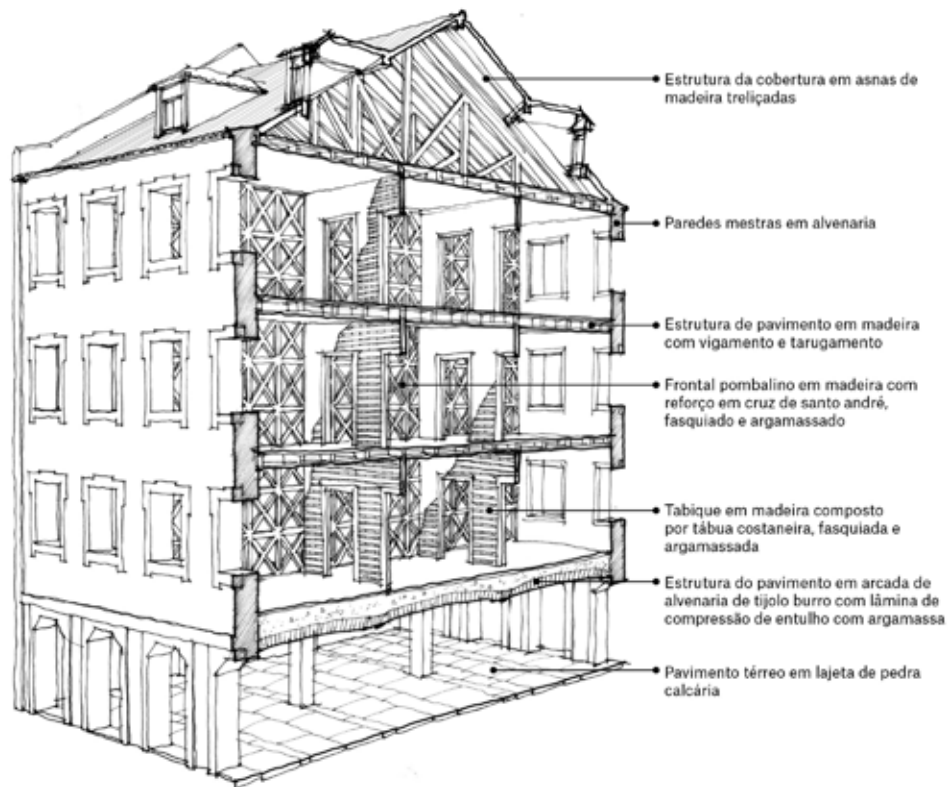 Estrutura da cobertura em asnas de
madeira treliçadas
Paredes mestras em alvenaria
Estrutura de pavimento em madeira
com vigamento e tarugamento
Frontal pombalino em madeira com
reforço em cruz de santo andré,
fasquiado e argamassado
Tabique em madeira composto
por tábua costaneira, fasquiada e
argamassada
Estrutura do pavimento em arcada de
alvenaria de tijolo burro com lâmina de
compressão de entulho com argamassa
Pavimento térreo em lajeta de pedra
calcária